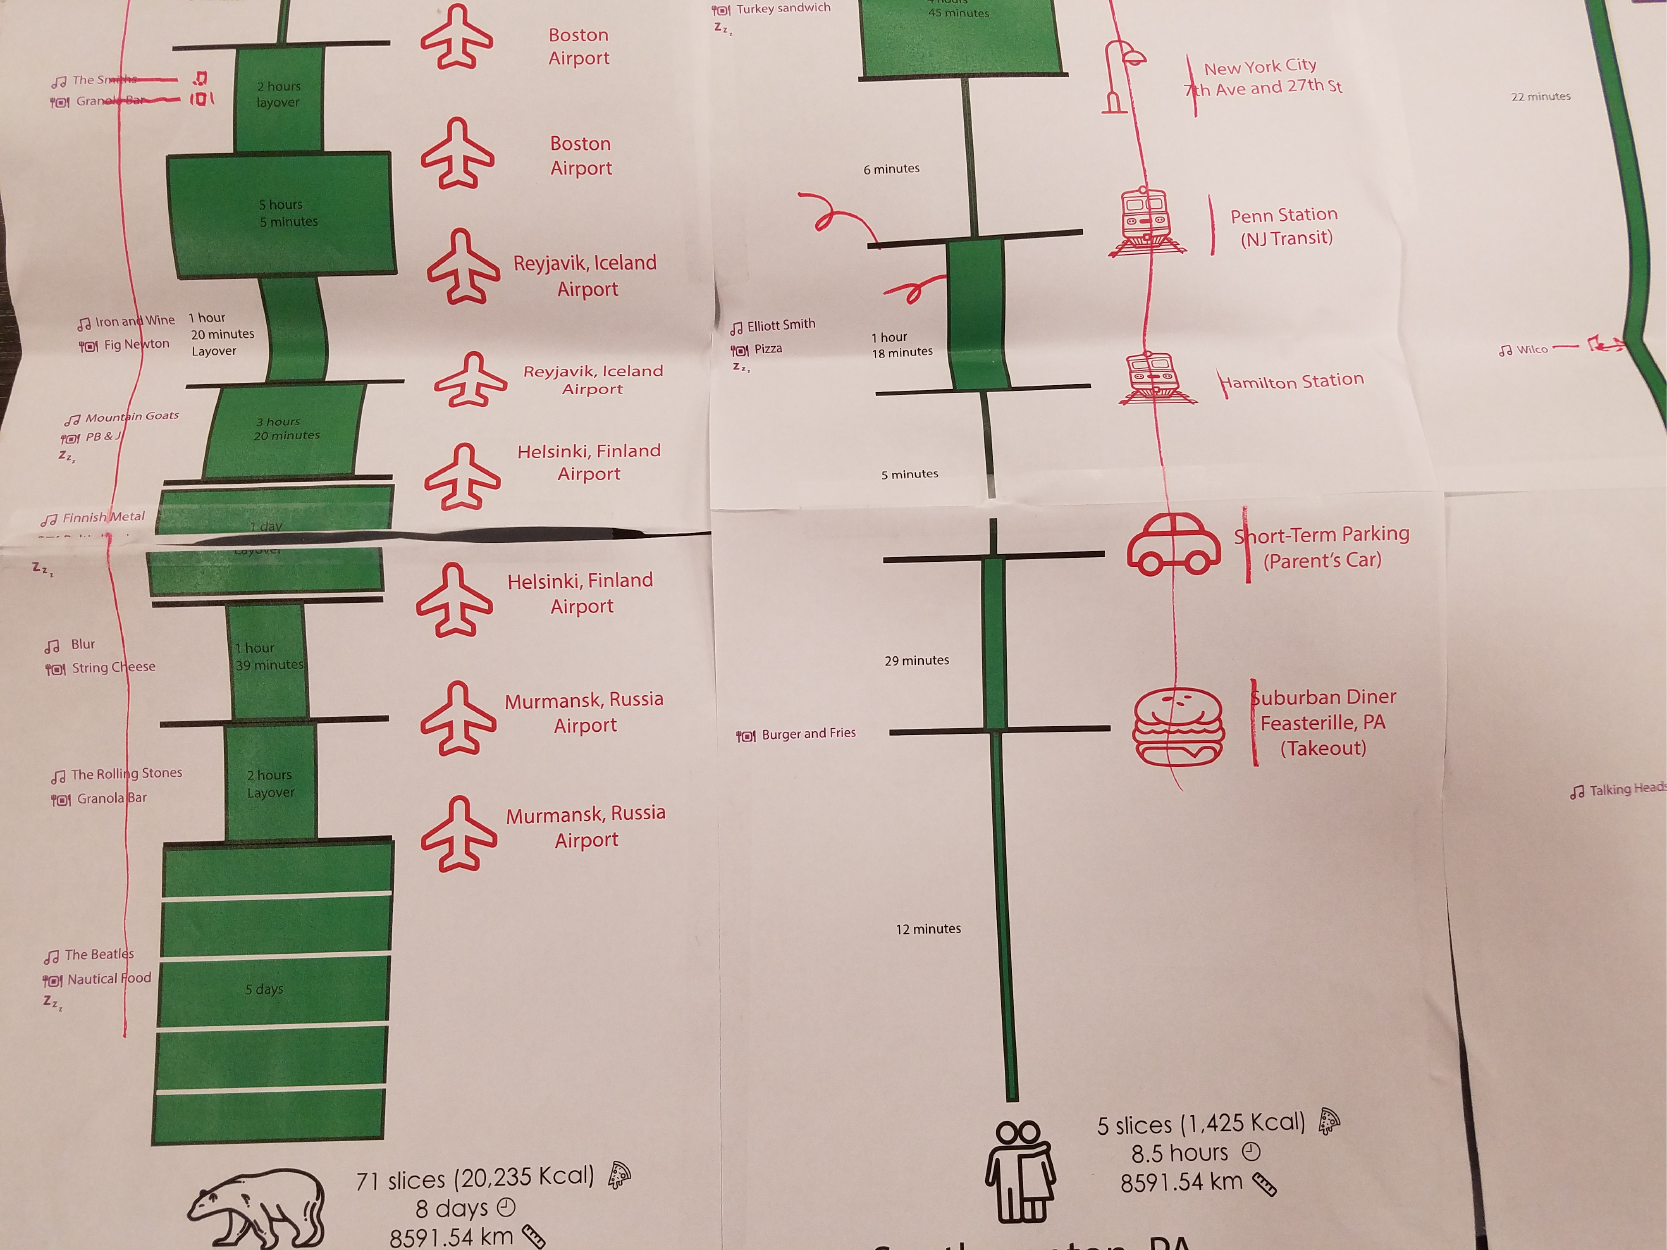 Boston
Airport
The Smiths
Granola Bar
2 hours
layover
Boston
Airport
5 hours
5 minutes
Reyjavik, Iceland
Airport
Iron and Wine
Fig Newton
1 hour
20 minutes
Layover
Reyjavik, Iceland
Airport
Mountain Goats
PB & J
Zz,
3 hours
20 minutes
Helsinki, Finland
Airport
Finnish Metal
1 day
Layover
Zzz
Helsinki, Finland
Airport
Blur
String Cheese
1 hour
39 minutes
Murmansk, Russia
Airport
The Rolling Stones
Granola Bar
2 hours
Layover
Murmansk, Russia
Airport
The Beatles
Nautical Food
Zzz
5 days
71 slices (20,235 Kcal)
8 days
8591.54 km
Turkey sandwich
Zzz
4 hours
45 minutes
New York City
7th Ave and 27th St
6 minutes
Penn Station
(NJ Transit)
Elliott Smith
Pizza
Zzz
1 hour
18 minutes
Hamilton Station
5 minutes
Short-Term Parking
(Parent's Car)
29 minutes
Burger and Fries
Suburban Diner
Feasterille, PA
(Takeout)
12 minutes
5 slices (1,425 Kcal)
8.5 hours
8591.54 km
PA
22 minutes
Wilco
Talking Heads